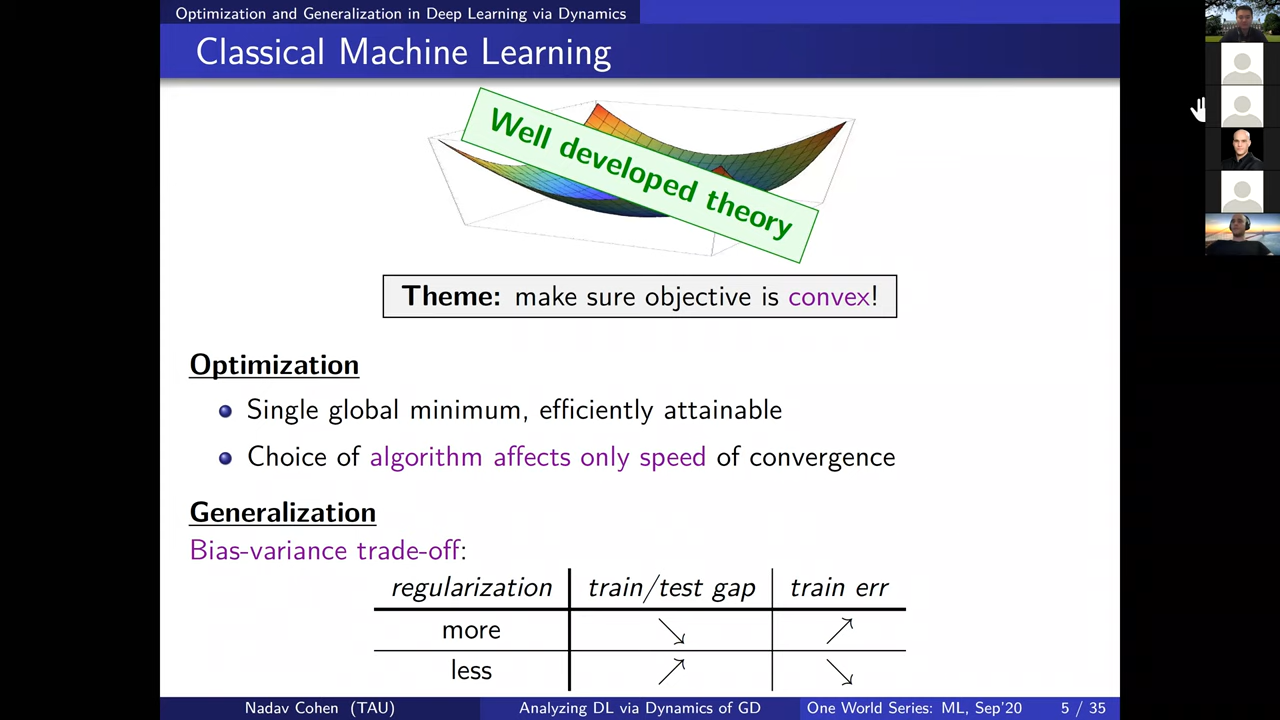 Optimization and Generalization in Deep Learning via Dynamics
Classical Machine Learning
Well developed theory
Theme: make sure objective is convex!
Optimization
Single global minimum, efficiently attainable
Choice of algorithm affects only speed of convergence
Generalization
Bias-variance trade-off:
regularization train/test gap train err
more ↘ ↗
less ↗ ↘
Nadav Cohen (TAU) Analyzing DL via Dynamics of GD One World Series: ML, Sep'20 5 / 35